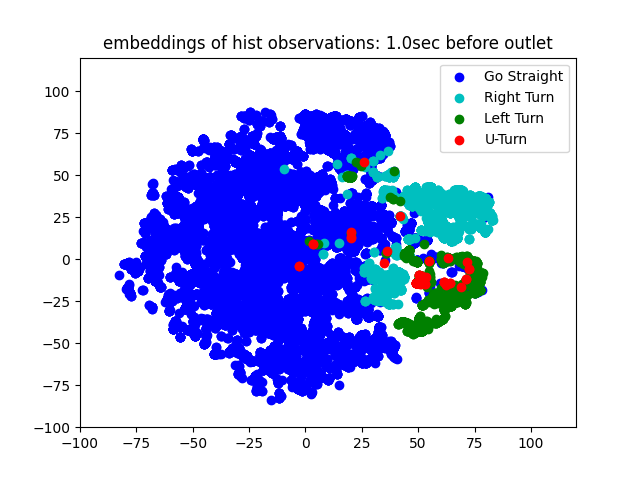 embeddings of hist observations: 1.0sec before outlet
Go Straight
Right Turn
Left Turn
U-Turn
100
75
50
25
0
−25
−50
−75
−100
−100 −75 −50 −25 0 25 50 75 100